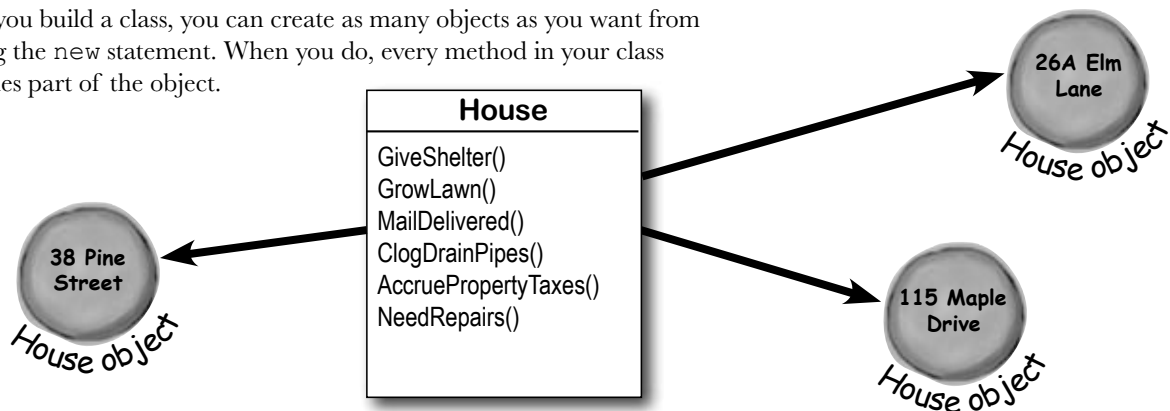 you build a class, you can create as many objects as you want from
the new statement. When you do, every method in your class
part of the object.
House
GiveShelter()
GrowLawn()
MailDelivered()
ClogDrainPipes()
AccruePropertyTaxes()
NeedRepairs()
26A Elm
Lane
House object
38 Pine
Street
House object
115 Maple
Drive
House object